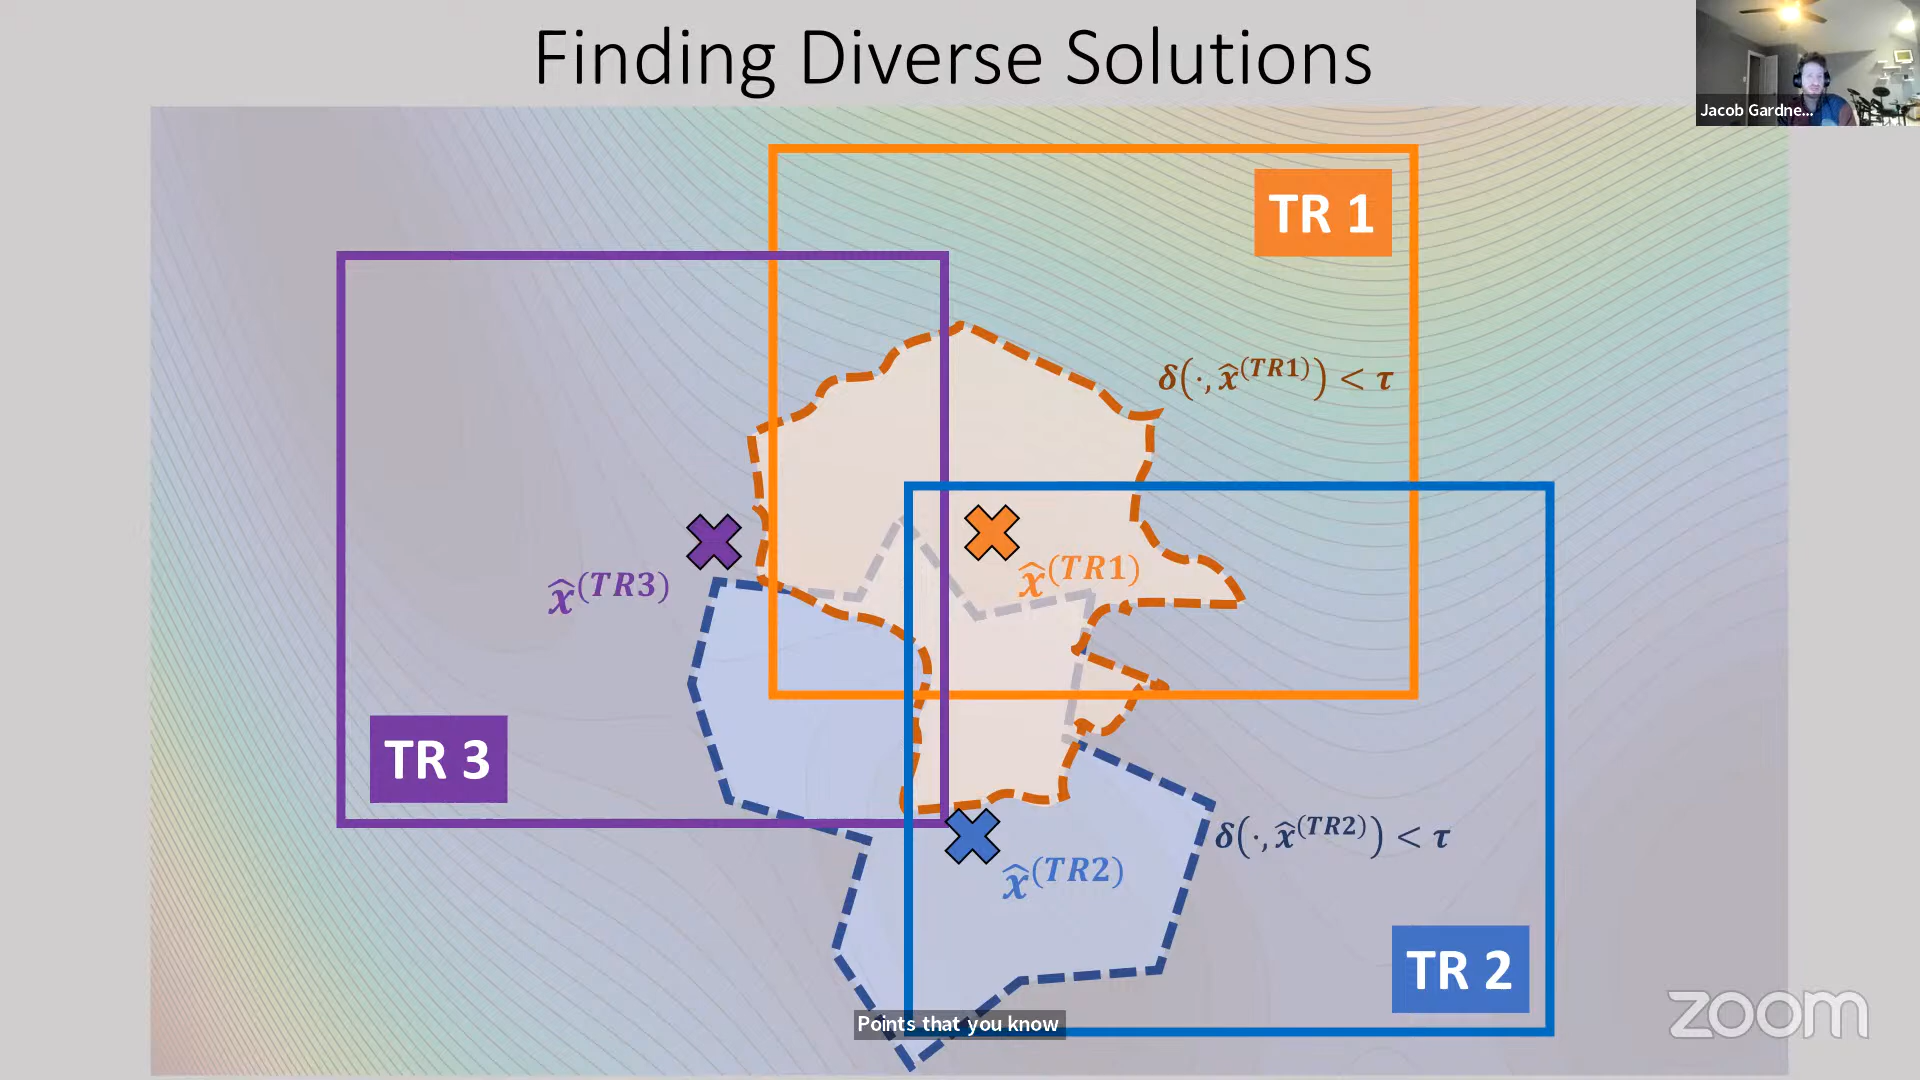 Finding Diverse Solutions
Jacob Gardne...
TR 1
δ(·, x̂^(TR1)) < τ
x̂^(TR1)
x̂^(TR3)
TR 3
δ(·, x̂^(TR2)) < τ
x̂^(TR2)
TR 2
Points that you know
zoom